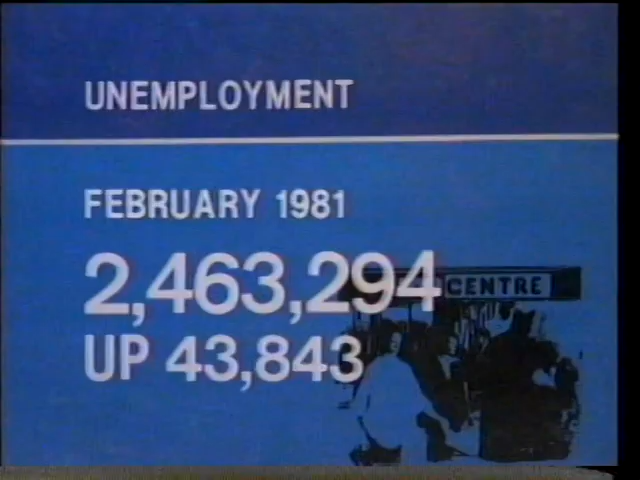 UNEMPLOYMENT
FEBRUARY 1981
2,463,294
CENTRE
UP 43,843